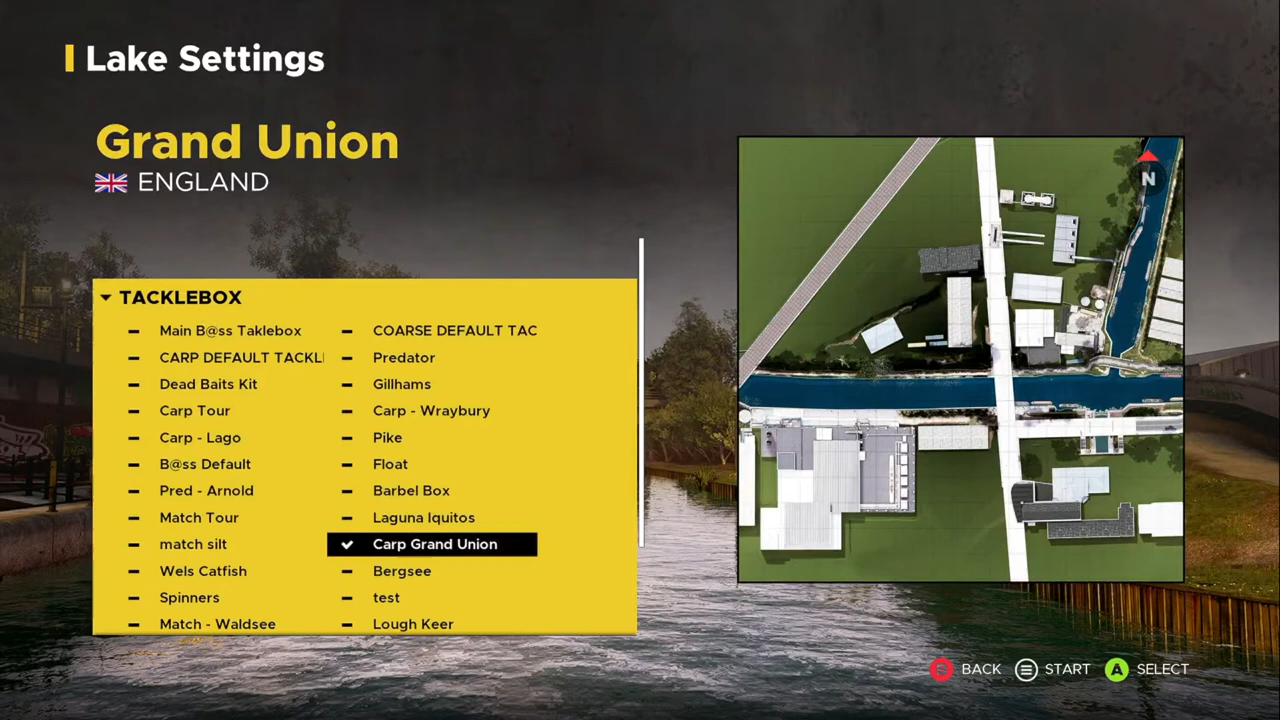 Lake Settings
Grand Union
ENGLAND
N
TACKLEBOX
Main B@ss Taklebox
COARSE DEFAULT TAC
CARP DEFAULT TACKL
Predator
Dead Baits Kit
Gillhams
Carp Tour
Carp - Wraybury
Carp - Lago
Pike
B@ss Default
Float
Pred - Arnold
Barbel Box
Match Tour
Laguna Iquitos
match silt
Carp Grand Union
Wels Catfish
Bergsee
Spinners
test
Match - Waldsee
Lough Keer
B BACK START A SELECT